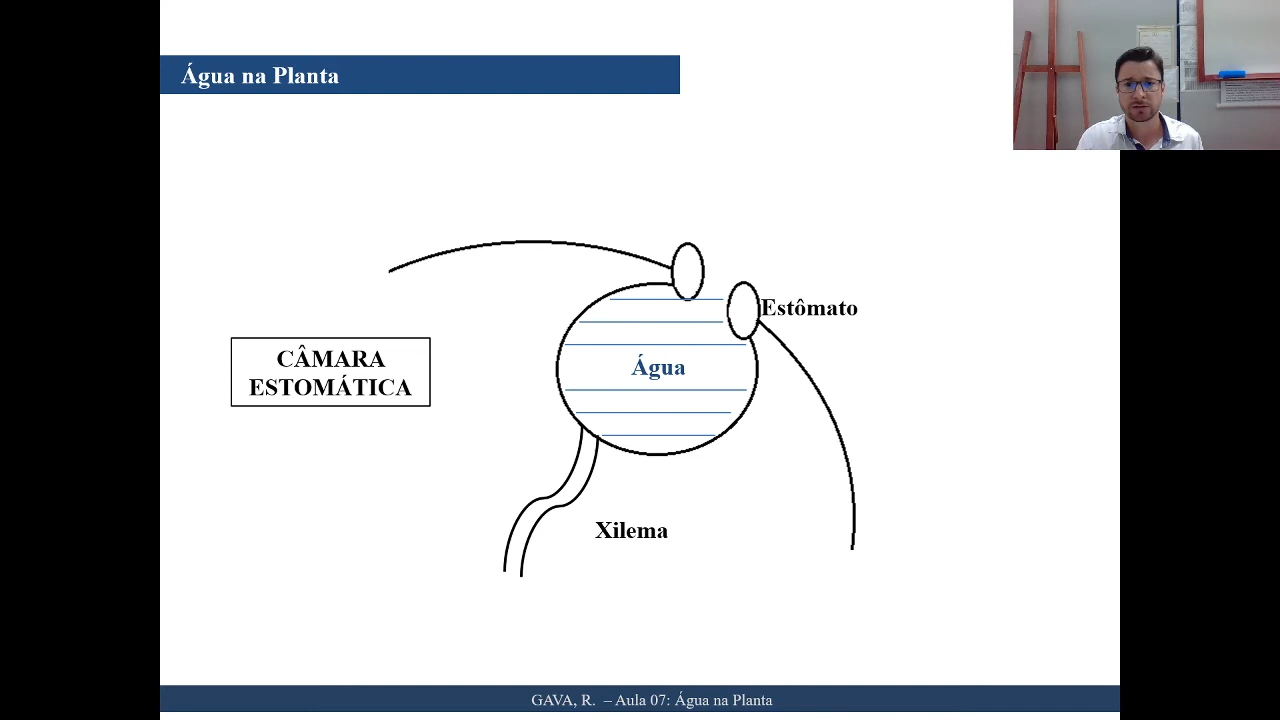 Água na Planta
Estômato
CÂMARA
ESTOMÁTICA
Água
Xilema
GAVA, R. – Aula 07: Água na Planta